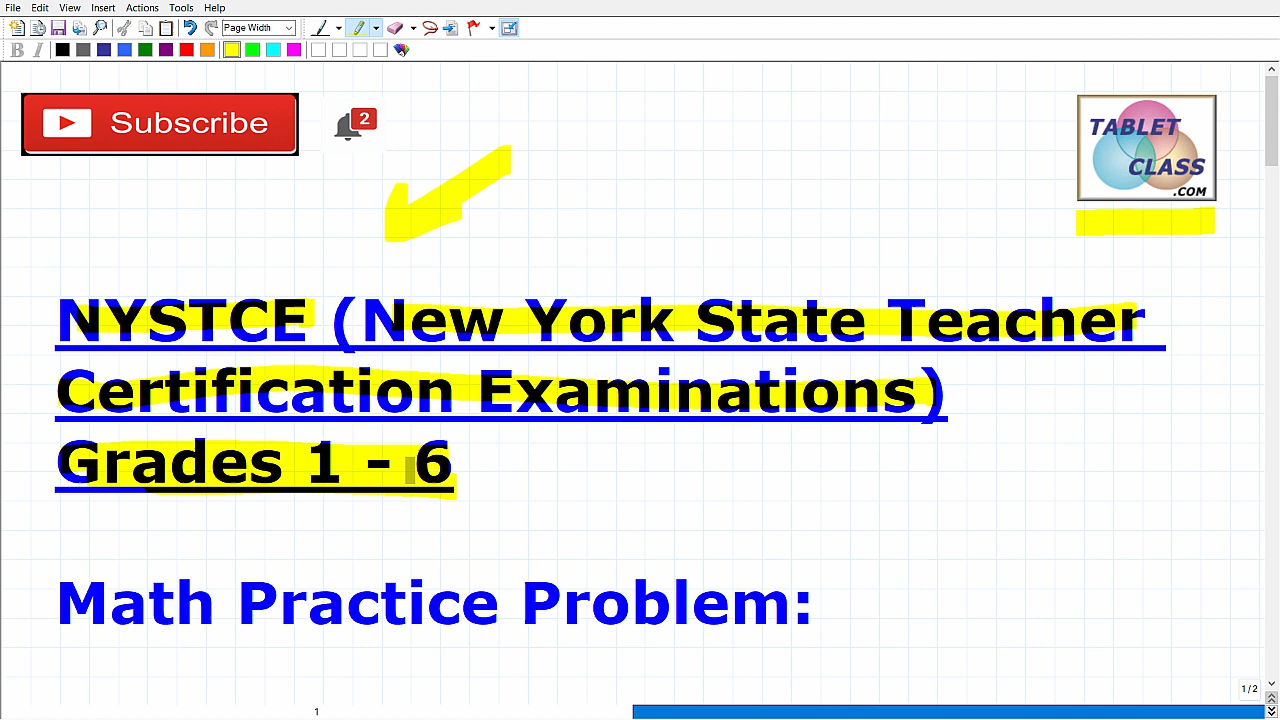 File Edit View Insert Actions Tools Help
Page Width
B I
Subscribe
2
TABLET
CLASS
.COM
NYSTCE (New York State Teacher
Certification Examinations)
Grades 1 - 6
Math Practice Problem:
1/2
1